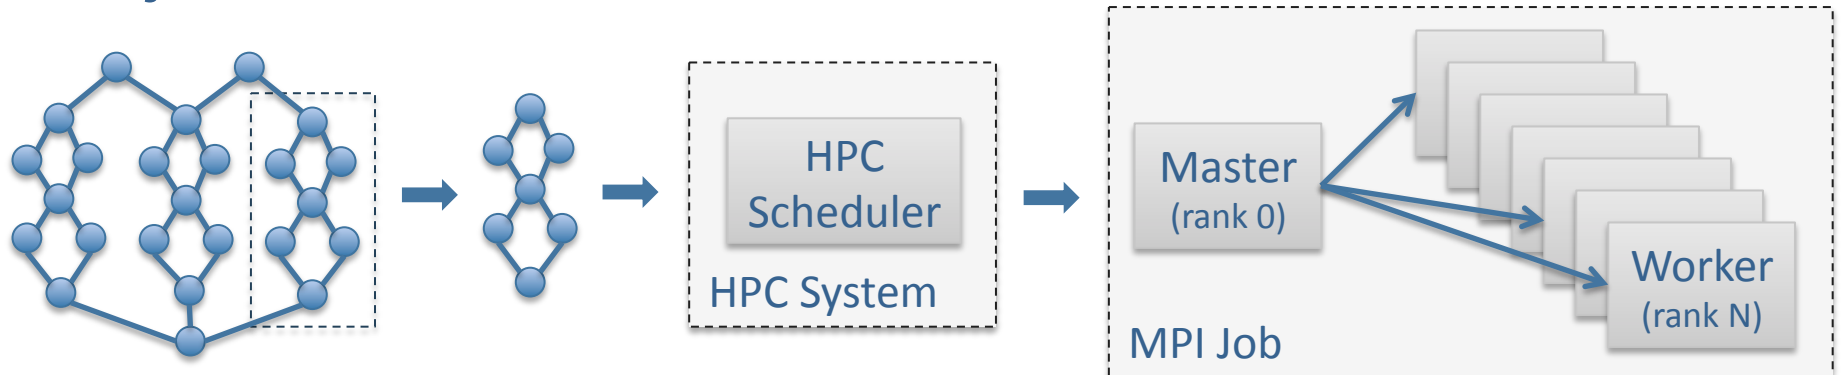 HPC
Scheduler
HPC System
Master
(rank 0)
Worker
(rank N)
MPI Job